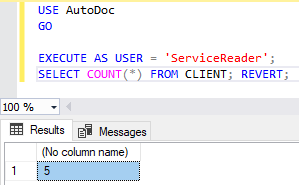 USE AutoDoc
GO
EXECUTE AS USER = 'ServiceReader';
SELECT COUNT(*) FROM CLIENT; REVERT;
100 %
Results Messages
(No column name)
1 5